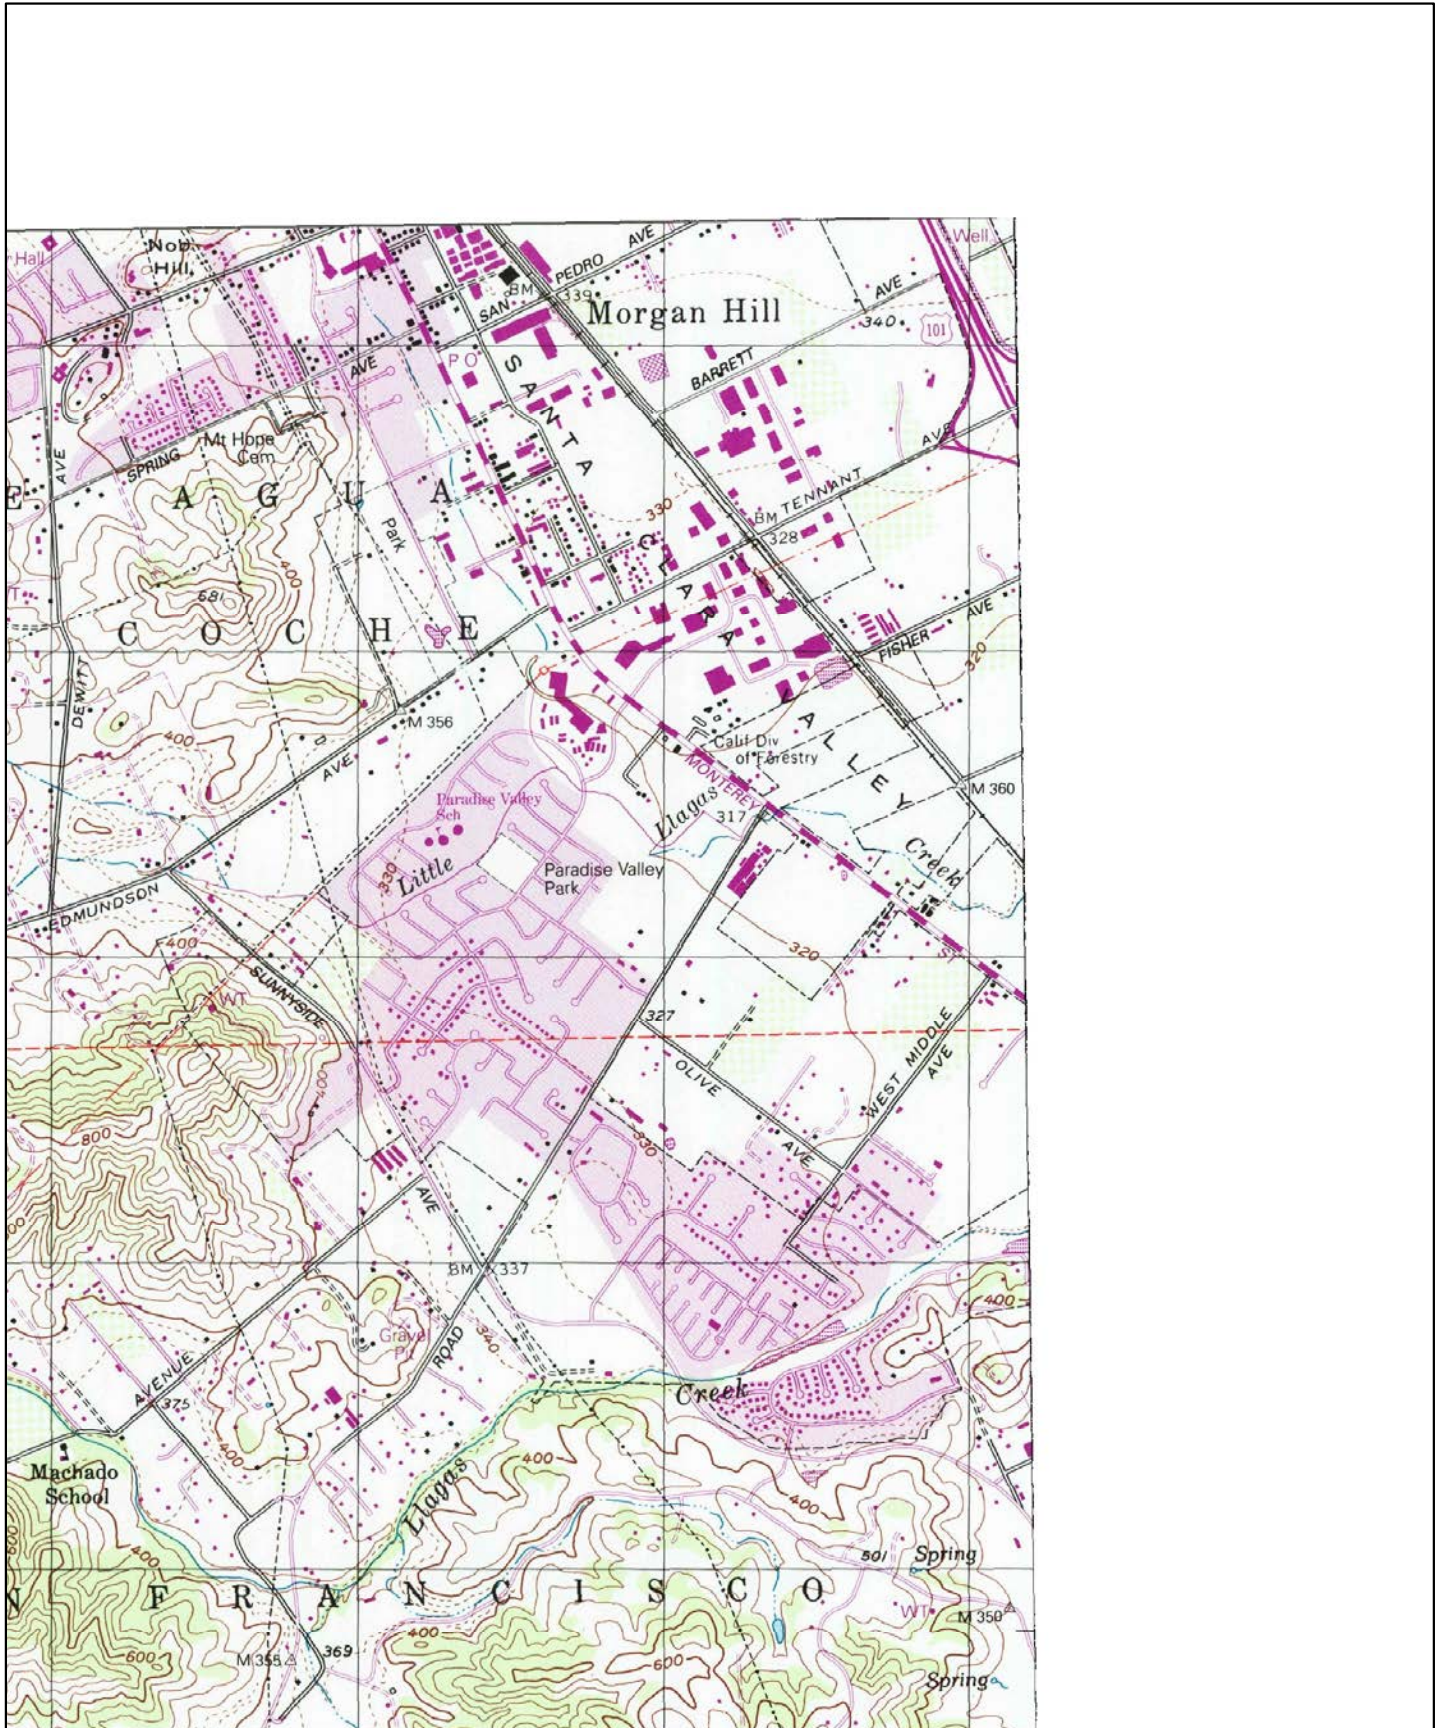 Hall
Nob
Hill
PEDRO
AVE
Well
BM
339
SAN
Morgan Hill
AVE
340
101
AVE
P O
BARRETT
SANTA
AVE
Mt Hope
Cem
SPRING
AVE
TENNANT
E
A G U A
330
BM
328
Park
CLARA
400
681
C O C H E
FISHER
AVE
320
DEWITT
M 356
VALLEY
400
AVE
Calif Div
of Forestry
MONTEREY
M 360
Paradise Valley
Sch
Llagas
317
Creek
330
Little
Paradise Valley
Park
EDMUNDSON
400
320
ST
SUNNYSIDE
WT
327
WEST MIDDLE
AVE
OLIVE
400
800
330
AVE
AVE
BM
337
400
Gravel
Pit
340
ROAD
AVENUE
Creek
375
400
400
Machado
School
Llagas
400
600
400
501
Spring
N F R A N C I S C O
WT
M 350
400
369
600
M 355
600
Spring